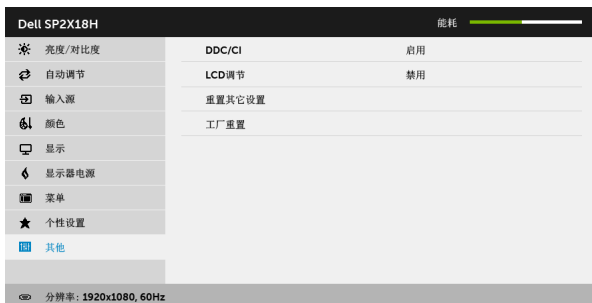 Dell SP2X18H 能耗
亮度/对比度 DDC/CI 启用
自动调节 LCD调节 禁用
输入源 重置其它设置
颜色 工厂重置
显示
显示器电源
菜单
个性设置
其他
分辨率: 1920x1080, 60Hz